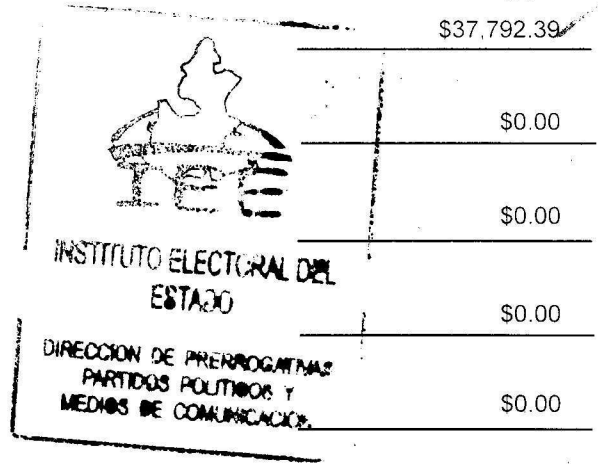 $37,792.39
$0.00
IEE
$0.00
INSTITUTO ELECTORAL DEL
ESTADO
$0.00
DIRECCION DE PRERROGATIVAS
PARTIDOS POLITICOS Y
MEDIOS DE COMUNICACION.
$0.00